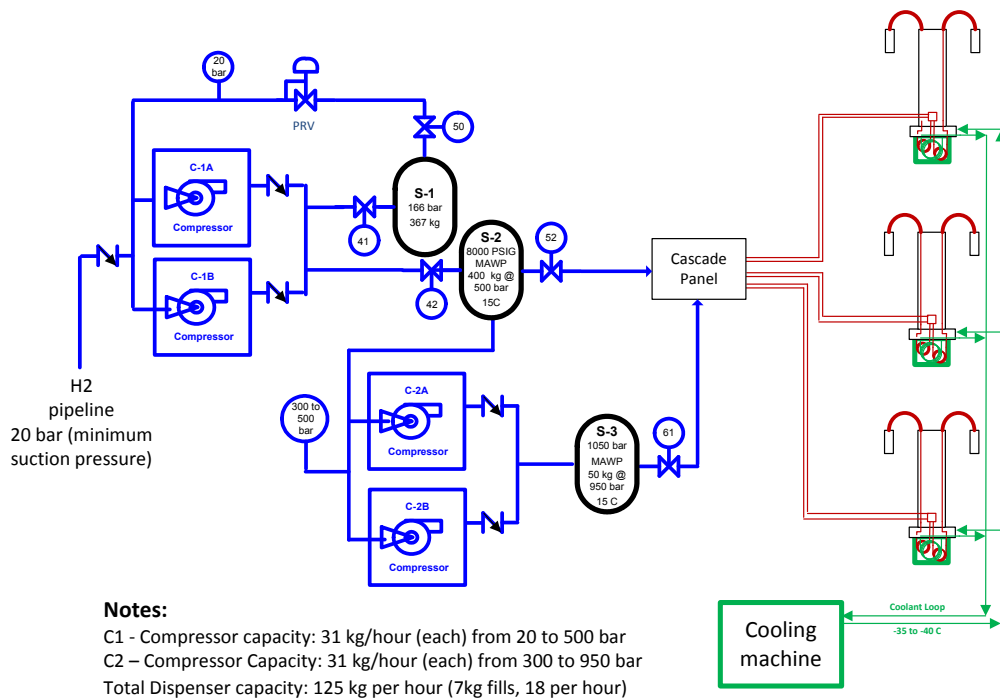 20
bar
PRV
50
C-1A
Compressor
S-1
166 bar
367 kg
41
C-1B
Compressor
S-2
8000 PSIG
MAWP
400 kg @
500 bar
15C
52
42
Cascade
Panel
H2
pipeline
20 bar (minimum
suction pressure)
300 to
500
bar
C-2A
Compressor
S-3
1050 bar
MAWP
50 kg @
950 bar
15 C
61
C-2B
Compressor
Notes:
C1 - Compressor capacity: 31 kg/hour (each) from 20 to 500 bar
C2 – Compressor Capacity: 31 kg/hour (each) from 300 to 950 bar
Total Dispenser capacity: 125 kg per hour (7kg fills, 18 per hour)
Cooling
machine
Coolant Loop
-35 to -40 C